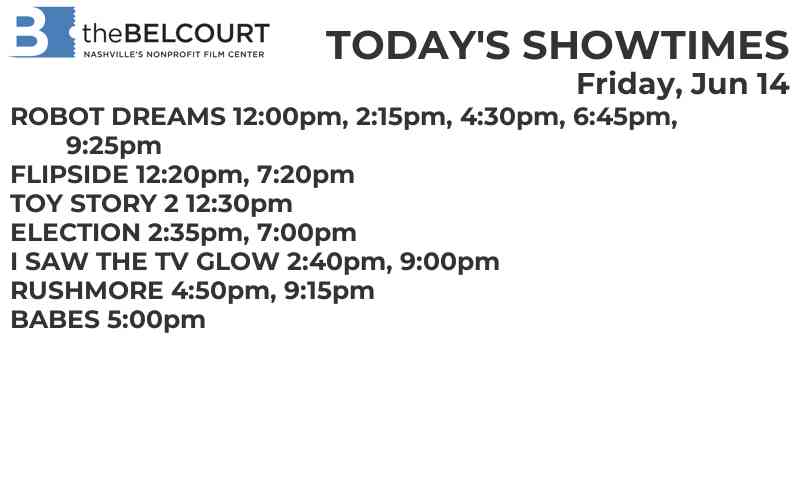 B theBELCOURT
NASHVILLE'S NONPROFIT FILM CENTER
TODAY'S SHOWTIMES
Friday, Jun 14
ROBOT DREAMS 12:00pm, 2:15pm, 4:30pm, 6:45pm,
9:25pm
FLIPSIDE 12:20pm, 7:20pm
TOY STORY 2 12:30pm
ELECTION 2:35pm, 7:00pm
I SAW THE TV GLOW 2:40pm, 9:00pm
RUSHMORE 4:50pm, 9:15pm
BABES 5:00pm